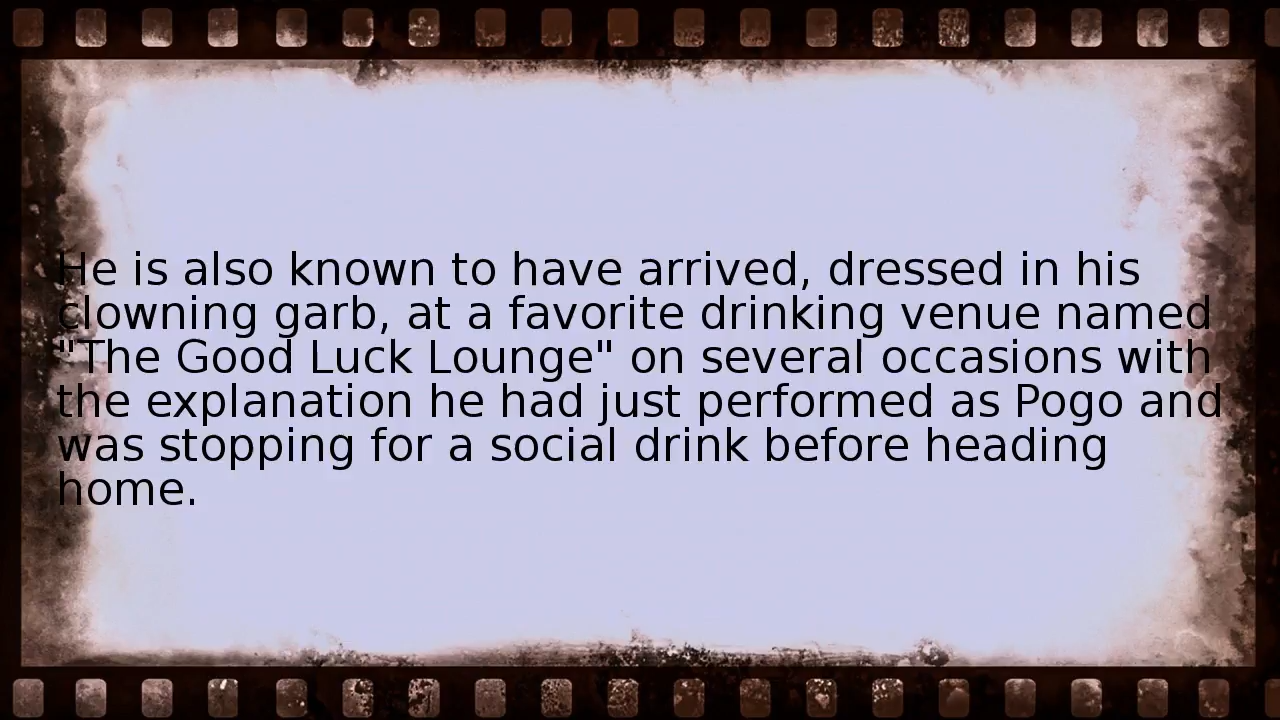 He is also known to have arrived, dressed in his
clowning garb, at a favorite drinking venue named
"The Good Luck Lounge" on several occasions with
the explanation he had just performed as Pogo and
was stopping for a social drink before heading
home.